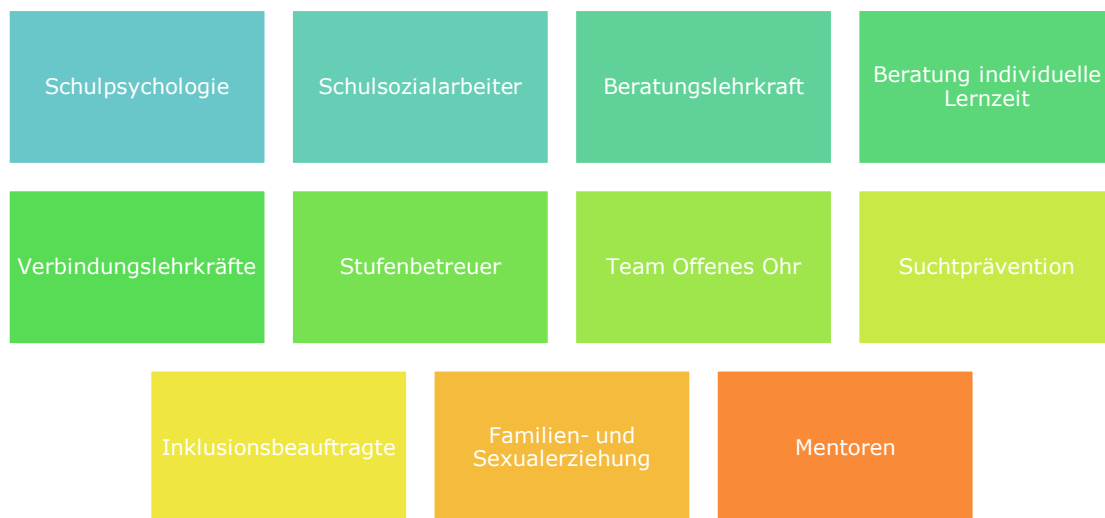 Schulpsychologie
Schulsozialarbeiter
Beratungslehrkraft
Beratung individuelle
Lernzeit
Verbindungslehrkräfte
Stufenbetreuer
Team Offenes Ohr
Suchtprävention
Inklusionsbeauftragte
Familien- und
Sexualerziehung
Mentoren